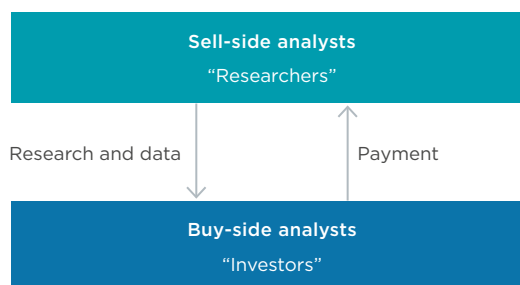 Sell-side analysts
“Researchers”
Research and data
Payment
Buy-side analysts
“Investors”